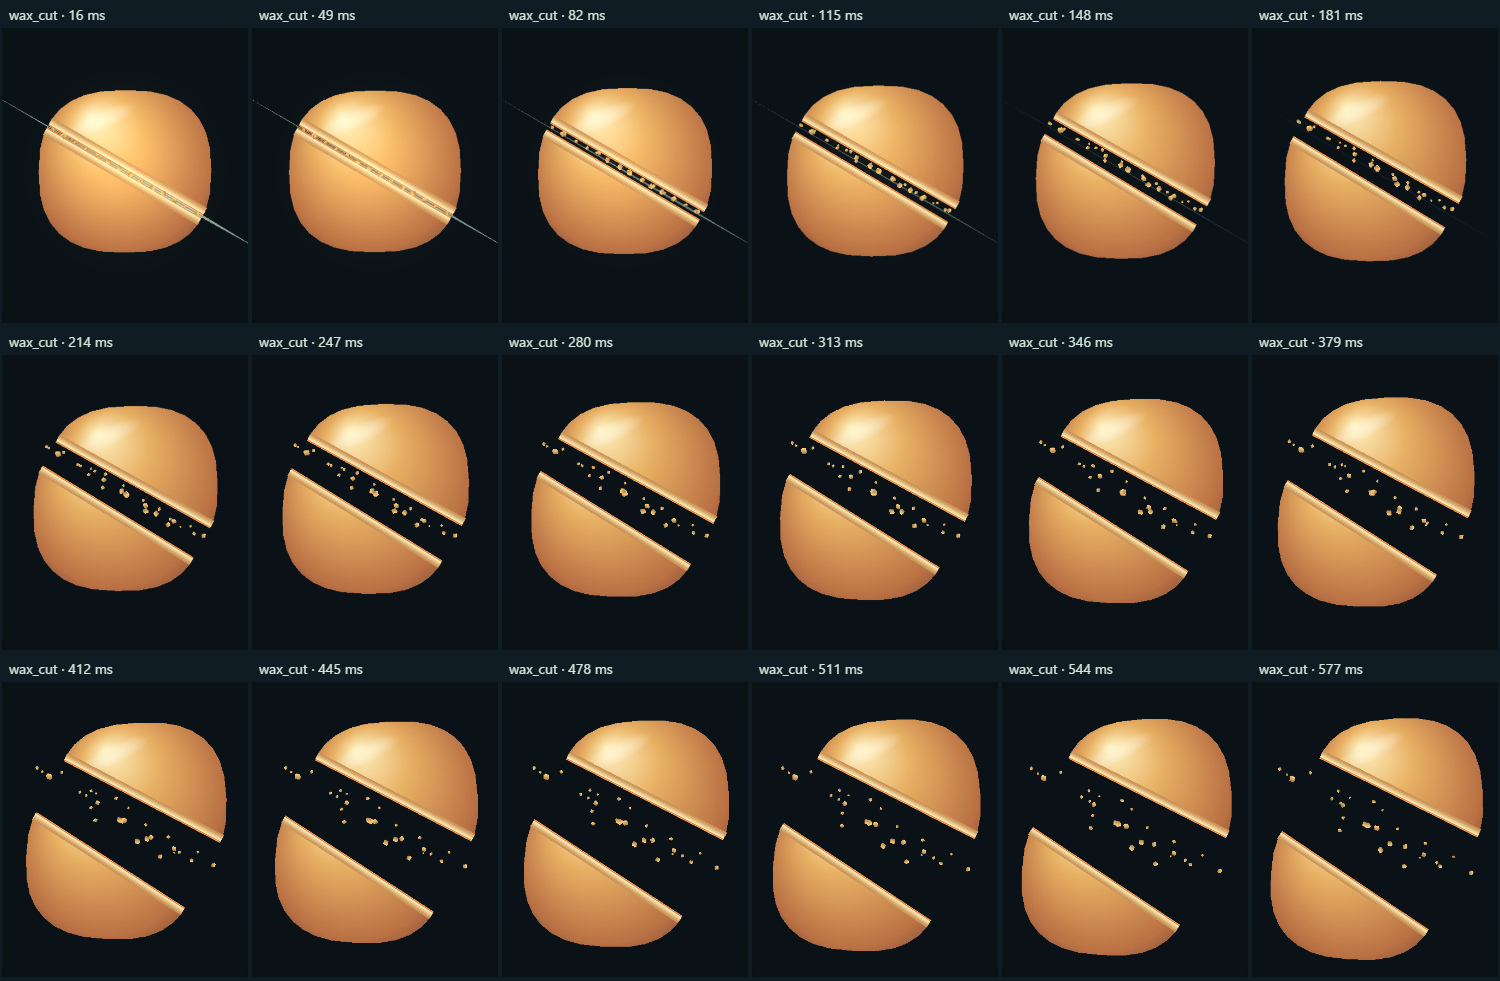 wax_cut · 16 ms
wax_cut · 49 ms
wax_cut · 82 ms
wax_cut · 115 ms
wax_cut · 148 ms
wax_cut · 181 ms
wax_cut · 214 ms
wax_cut · 247 ms
wax_cut · 280 ms
wax_cut · 313 ms
wax_cut · 346 ms
wax_cut · 379 ms
wax_cut · 412 ms
wax_cut · 445 ms
wax_cut · 478 ms
wax_cut · 511 ms
wax_cut · 544 ms
wax_cut · 577 ms